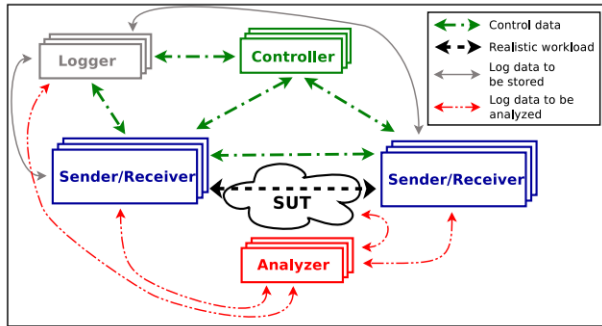 Logger
Controller
Control data
Realistic workload
Log data to
be stored
Log data to be
analyzed
Sender/Receiver
SUT
Sender/Receiver
Analyzer